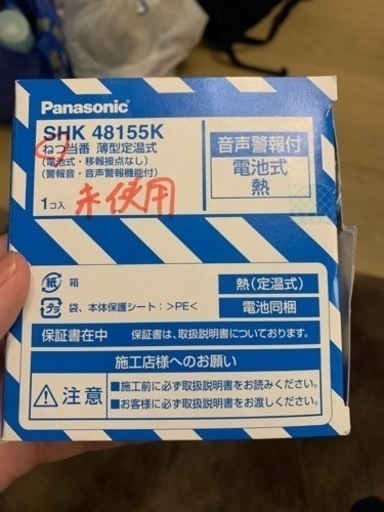 Panasonic
SHK 48155K
ねつ当番 薄型定温式
(電池式・移報接点なし)
(警報音・音声警報機能付)
1コ入
未使用
音声警報付
電池式
熱
紙 箱
プラ 袋、本体保護シート:>PE<
熱(定温式)
電池同梱
保証書在中 保証書は、取扱説明書についております。
施工店様へのお願い
注意
■施工前に必ず取扱説明書をお読みください。
■お客様に必ず取扱説明書をお渡しください。